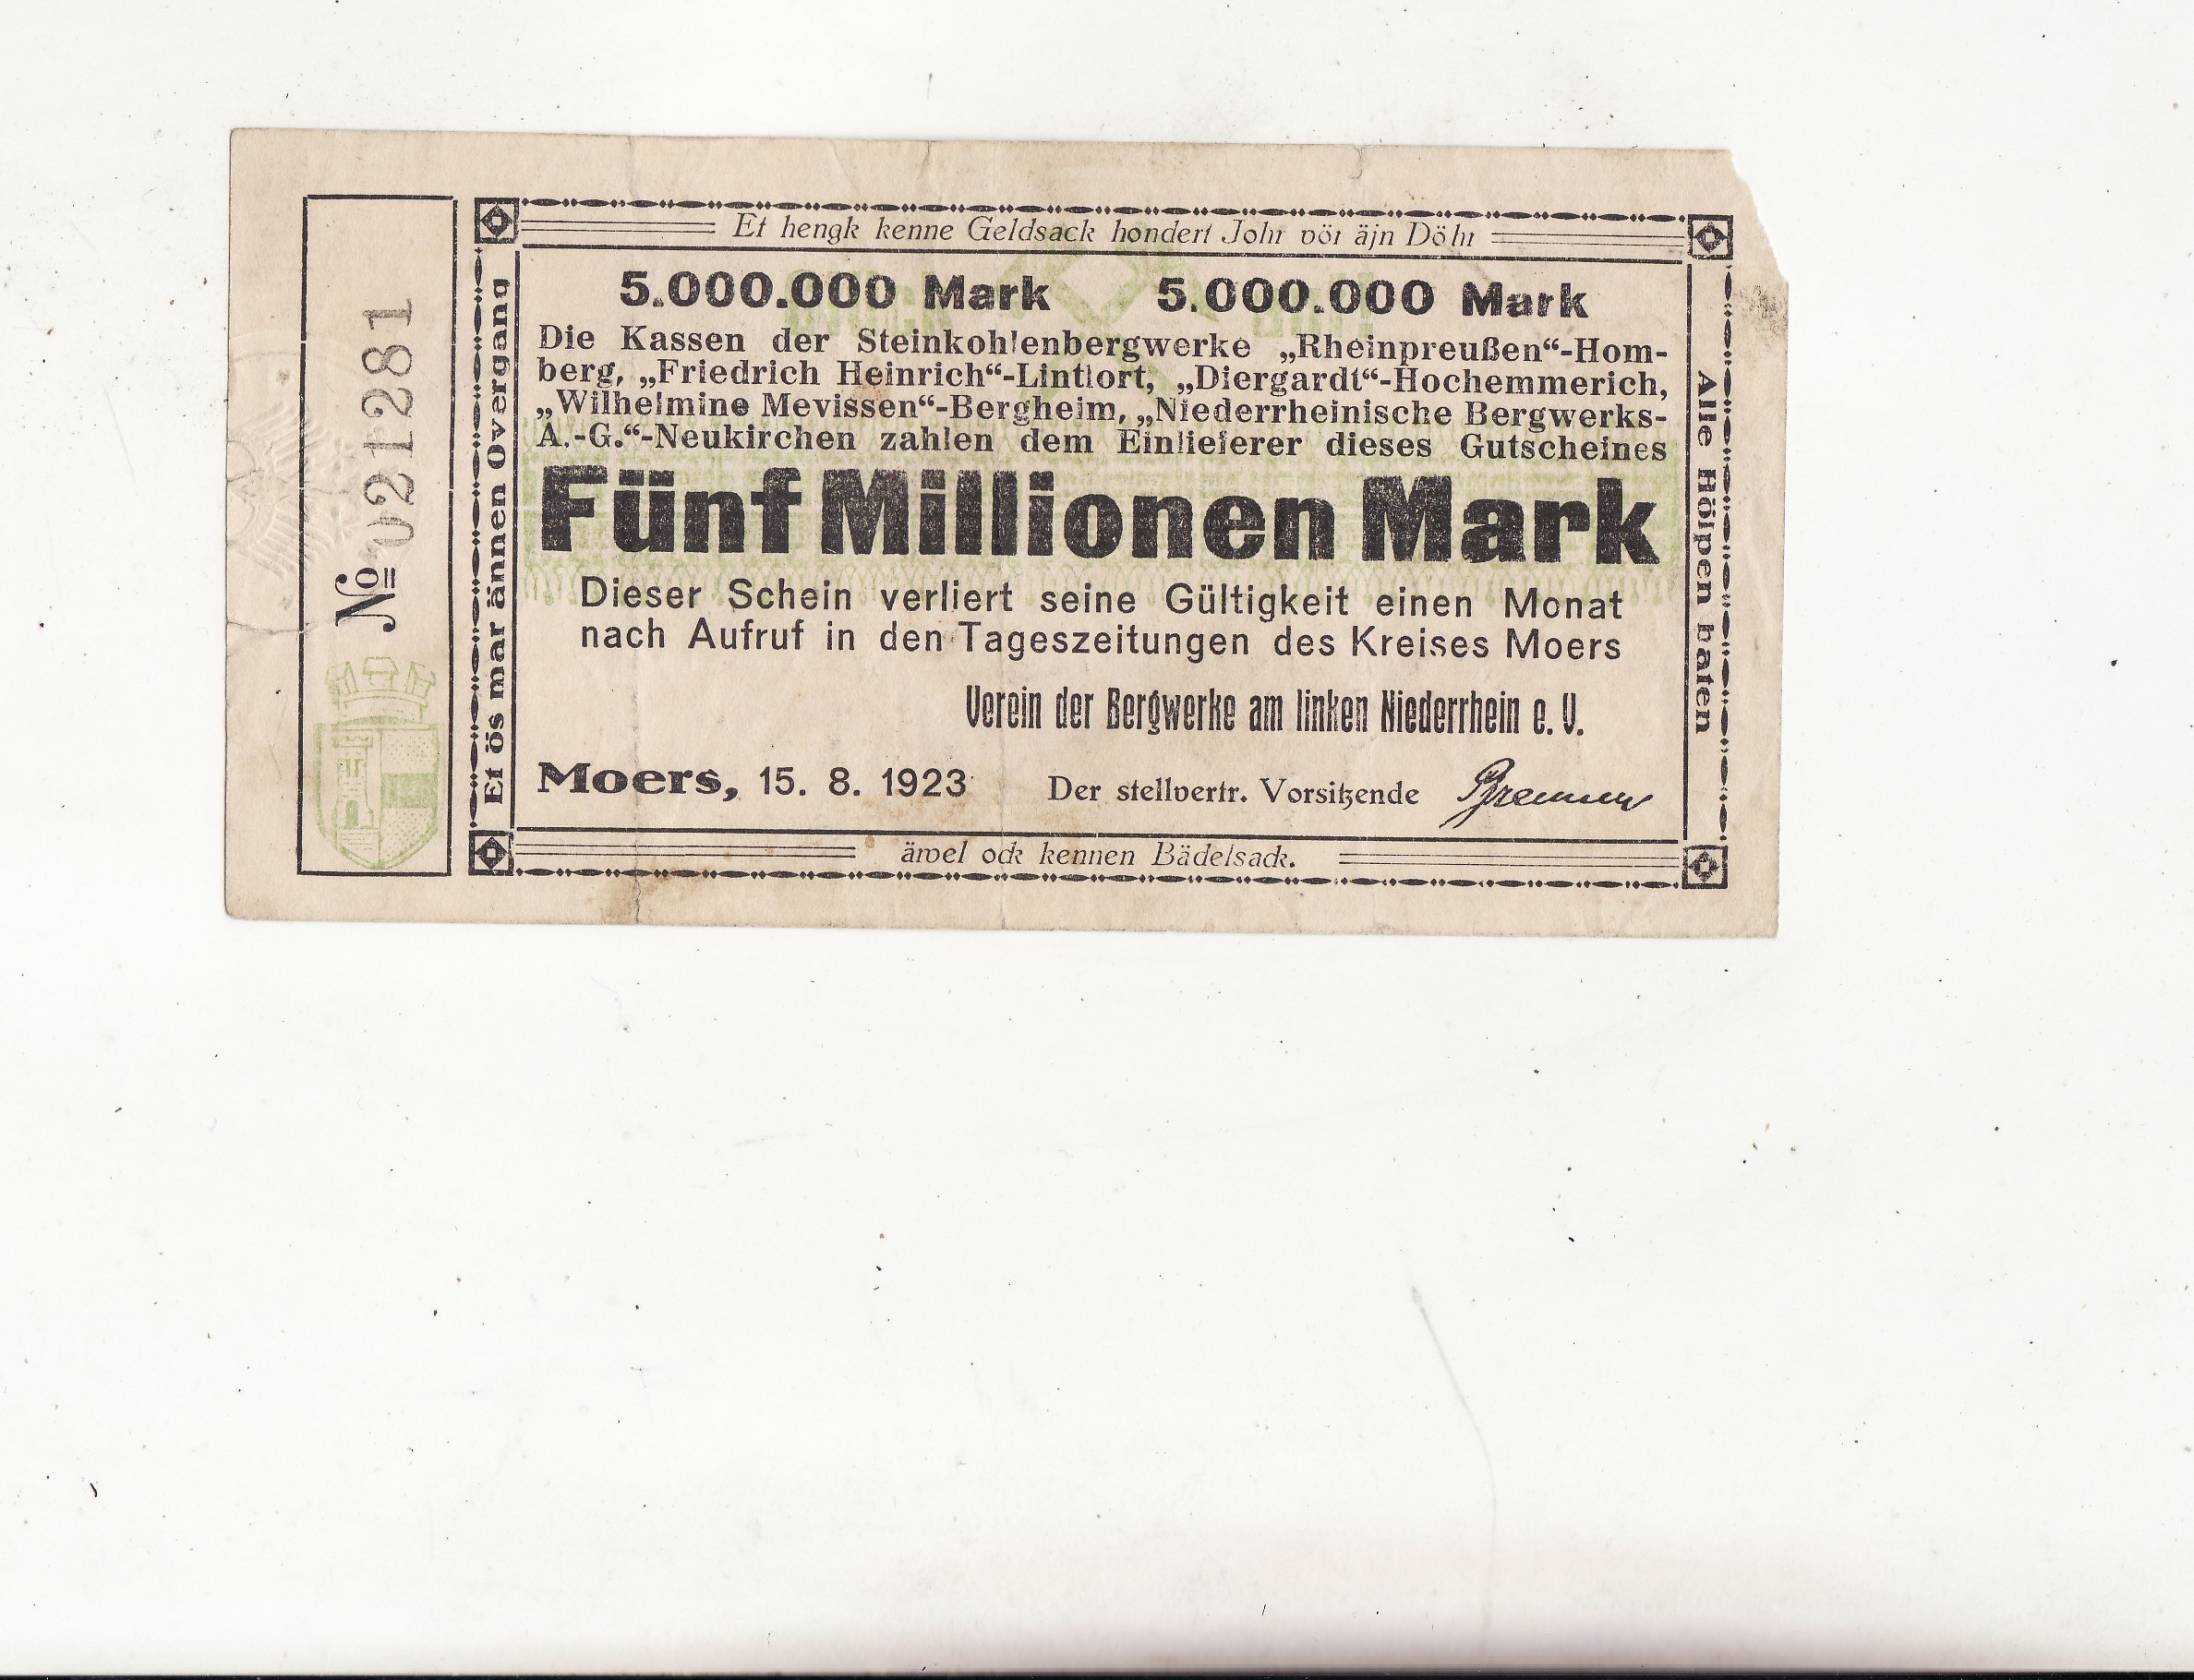 Et hengk kenne Geldsack hondert Johr vör äjn Döhr
5.000.000 Mark 5.000.000 Mark
Die Kassen der Steinkohlenbergwerke „Rheinpreußen“-Hom-
berg, „Friedrich Heinrich“-Lintfort, „Diergardt“-Hochemmerich,
„Wilhelmine Mevissen“-Bergheim, „Niederrheinische Bergwerks-
A.-G.“-Neukirchen zahlen dem Einlieferer dieses Gutscheines
Fünf Millionen Mark
Dieser Schein verliert seine Gültigkeit einen Monat
nach Aufruf in den Tageszeitungen des Kreises Moers
Verein der Bergwerke am linken Niederrhein e. V.
Moers, 15. 8. 1923 Der stellvertr. Vorsitzende
äwel ock kennen Bädelsack.
№ 021281
Et ös mar ännen Overgang
Alle Hölpen baten